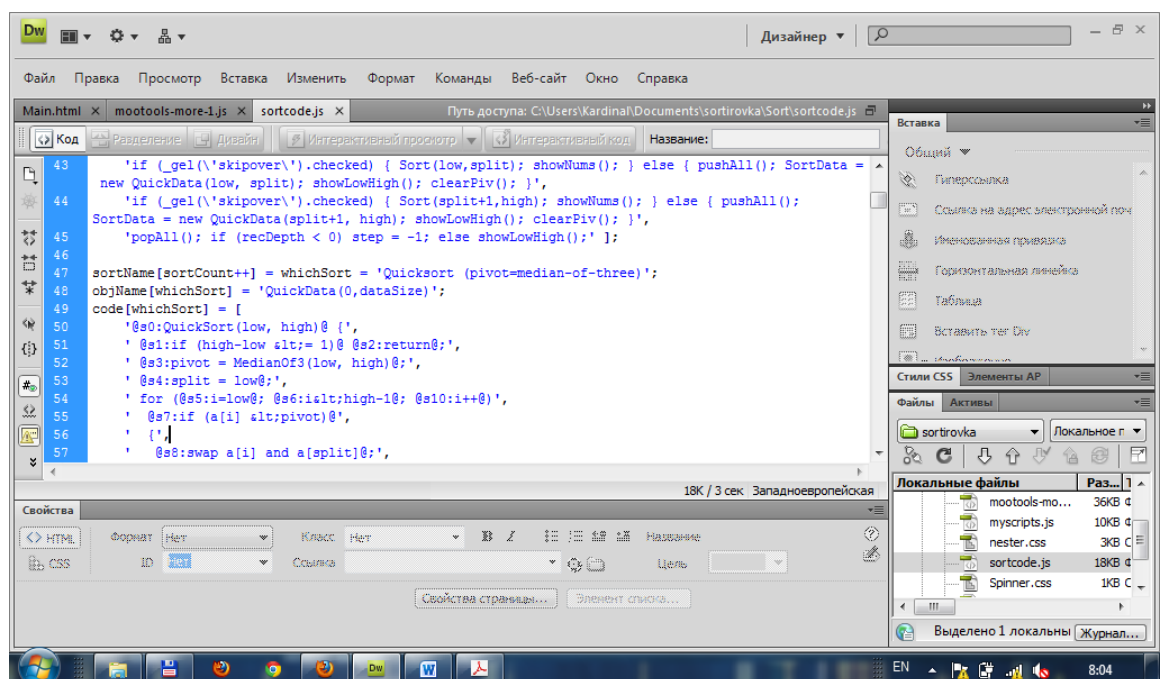 Dw
Дизайнер
Файл Правка Просмотр Вставка Изменить Формат Команды Веб-сайт Окно Справка
Main.html × mootools-more-1.js × sortcode.js × Путь доступа: C:\Users\Kardinal\Documents\sortirovka\Sort\sortcode.js
Код Разделение Дизайн Интерактивный просмотр Интерактивный код Название:
43 'if (_gel(\'skipover\').checked) { Sort(low,split); showNums(); } else { pushAll(); SortData =
new QuickData(low, split); showLowHigh(); clearPiv(); }',
44 'if (_gel(\'skipover\').checked) { Sort(split+1,high); showNums(); } else { pushAll();
SortData = new QuickData(split+1, high); showLowHigh(); clearPiv(); }',
45 'popAll(); if (recDepth < 0) step = -1; else showLowHigh();' ];
46
47 sortName[sortCount++] = whichSort = 'Quicksort (pivot=median-of-three)';
48 objName[whichSort] = 'QuickData(0,dataSize)';
49 code[whichSort] = [
50 '@s0:QuickSort(low, high)@ {',
51 ' @s1:if (high-low &lt;= 1)@ @s2:return@;',
52 ' @s3:pivot = MedianOf3(low, high)@;',
53 ' @s4:split = low@;',
54 ' for (@s5:i=low@; @s6:i&lt;high-1@; @s10:i++@)',
55 ' @s7:if (a[i] &lt;pivot)@',
56 ' {',
57 ' @s8:swap a[i] and a[split]@;',
18K / 3 сек Западноевропейская
Свойства
<> HTML Формат Нет Класс Нет B I Название
CSS ID Нет Ссылка Цель
Свойства страницы... Элемент списка...
Вставка
Общий
Гиперссылка
Ссылка на адрес электронной поч
Именованная привязка
Горизонтальная линейка
Таблица
Вставить тег Div
Изображение
Стили CSS Элементы AP
Файлы Активы
sortirovka Локальное п
Локальные файлы Раз...
mootools-mo... 36KB
myscripts.js 10KB
nester.css 3KB C
sortcode.js 18KB
Spinner.css 1KB C
Выделено 1 локальны Журнал...
Dw W EN 8:04